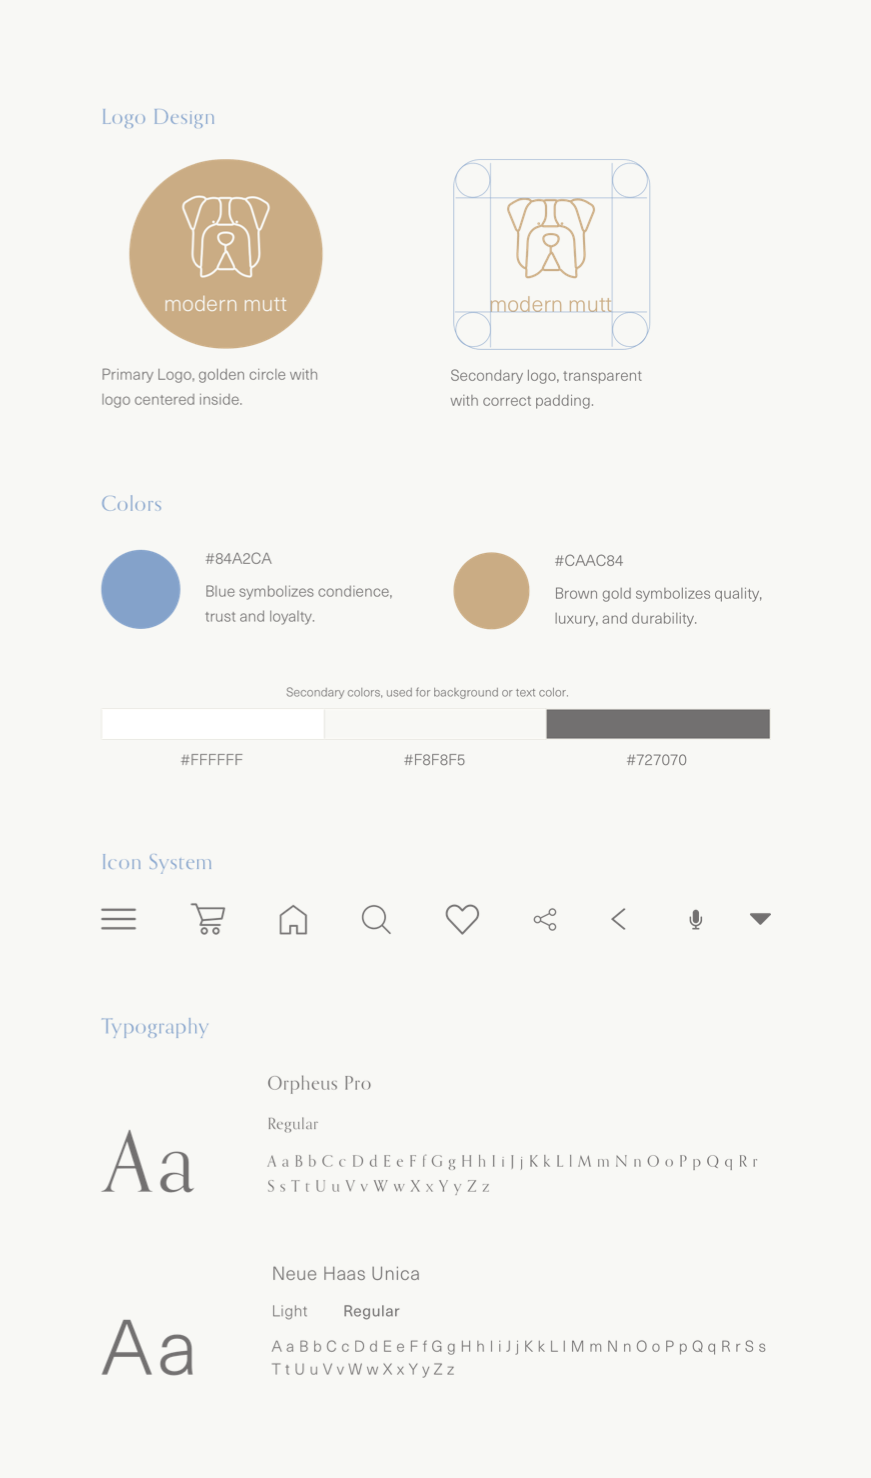 Logo Design
modern mutt
modern mutt
Primary Logo, golden circle with
logo centered inside.
Secondary logo, transparent
with correct padding.
Colors
#84A2CA
Blue symbolizes condience,
trust and loyalty.
#CAAC84
Brown gold symbolizes quality,
luxury, and durability.
Secondary colors, used for background or text color.
#FFFFFF
#F8F8F5
#727070
Icon System
Typography
Aa
Orpheus Pro
Regular
A a B b C c D d E e F f G g H h I i J j K k L l M m N n O o P p Q q R r
S s T t U u V v W w X x Y y Z z
Aa
Neue Haas Unica
Light Regular
A a B b C c D d E e F f G g H h I i J j K k L l M m N n O o P p Q q R r S s
T t U u V v W w X x Y y Z z